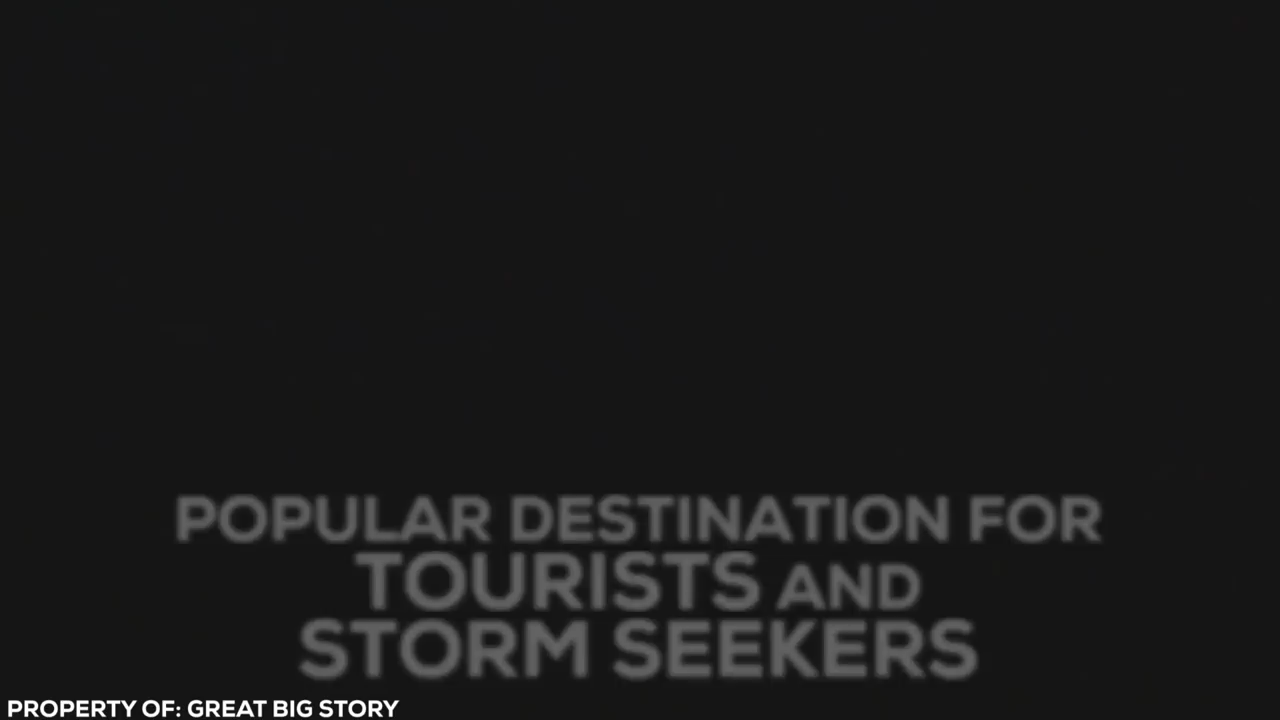 POPULAR DESTINATION FOR
TOURISTS AND
STORM SEEKERS
PROPERTY OF: GREAT BIG STORY